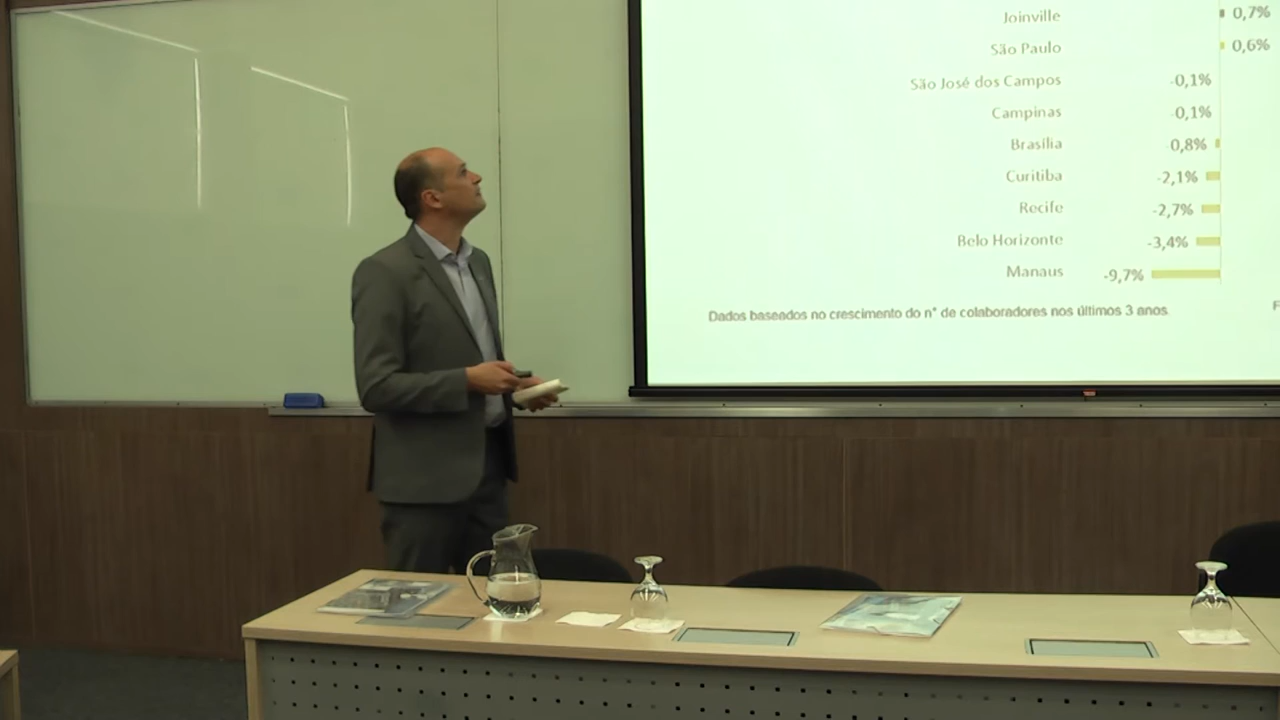 Joinville 0,7%
São Paulo 0,6%
São José dos Campos -0,1%
Campinas -0,1%
Brasília 0,8%
Curitiba -2,1%
Recife -2,7%
Belo Horizonte -3,4%
Manaus -9,7%
Dados baseados no crescimento do n° de colaboradores nos últimos 3 anos. F